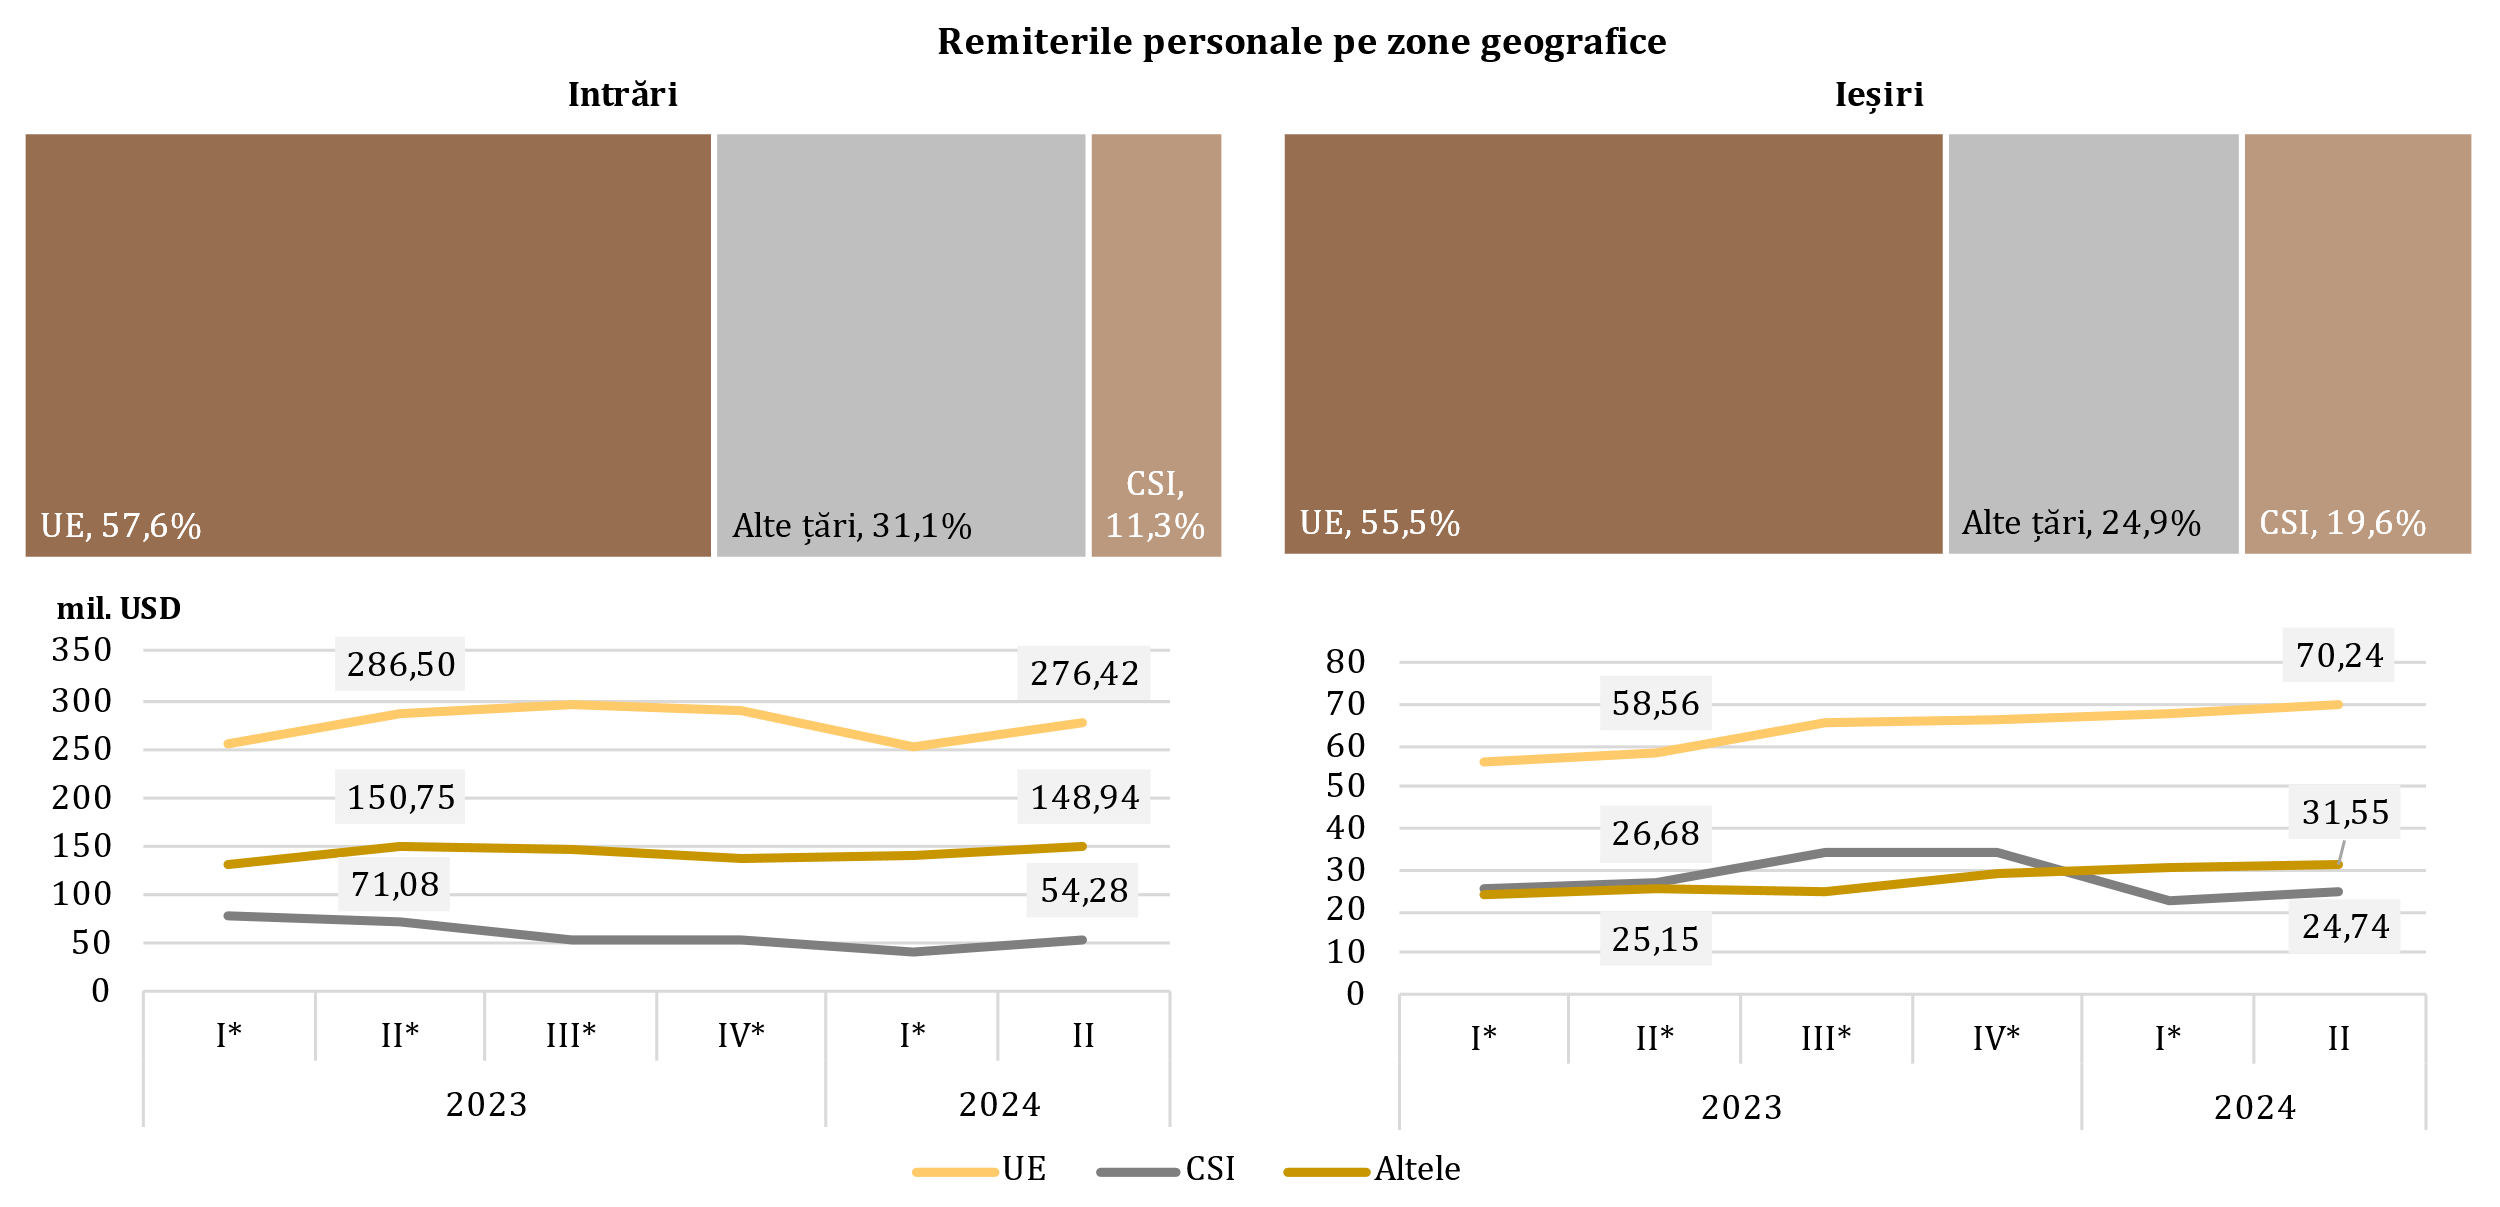 Remiterile personale pe zone geografice
Intrări
Ieșiri
UE, 57,6%
Alte țări, 31,1%
CSI,
11,3%
UE, 55,5%
Alte țări, 24,9%
CSI, 19,6%
mil. USD
350
300
250
200
150
100
50
0
286,50
276,42
150,75
148,94
71,08
54,28
I*
II*
III*
IV*
I*
II
2023
2024
80
70
60
50
40
30
20
10
0
70,24
58,56
31,55
26,68
25,15
24,74
I*
II*
III*
IV*
I*
II
2023
2024
UE
CSI
Altele